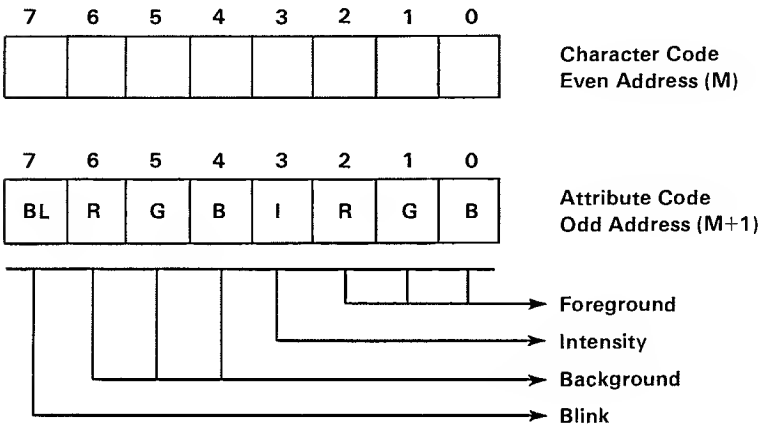 7 6 5 4 3 2 1 0
Character Code
Even Address (M)
7 6 5 4 3 2 1 0
BL R G B I R G B
Attribute Code
Odd Address (M+1)
Foreground
Intensity
Background
Blink